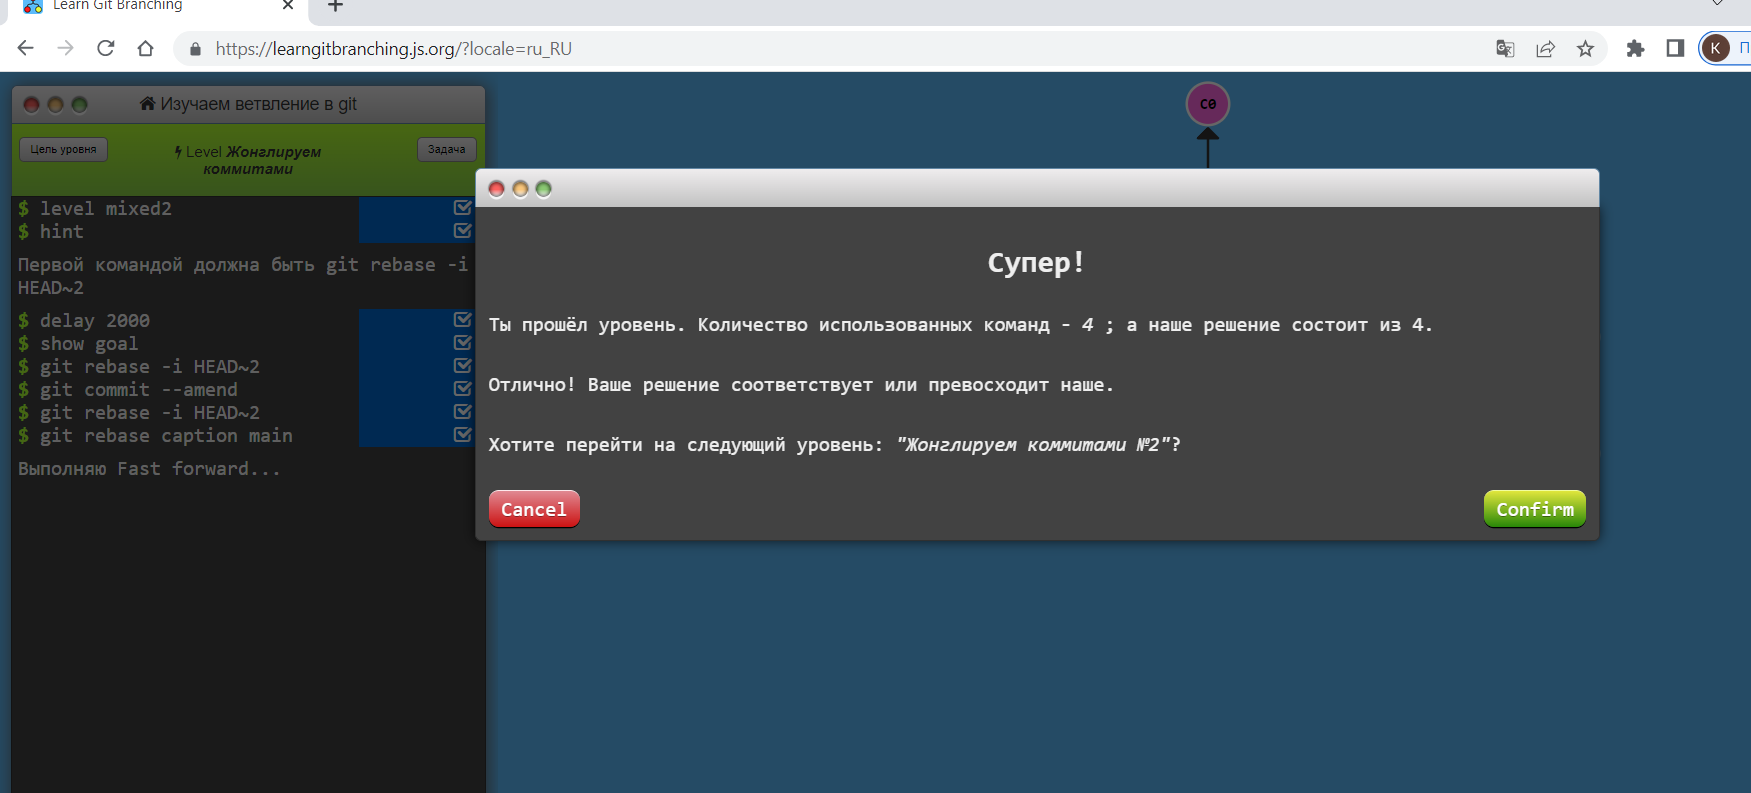 Learn Git Branching
https://learngitbranching.js.org/?locale=ru_RU
K
П
Изучаем ветвление в git
Цель уровня
Level Жонглируем
коммитами
Задача
$ level mixed2
$ hint
Первой командой должна быть git rebase -i
HEAD~2
$ delay 2000
$ show goal
$ git rebase -i HEAD~2
$ git commit --amend
$ git rebase -i HEAD~2
$ git rebase caption main
Выполняю Fast forward...
C0
Супер!
Ты прошёл уровень. Количество использованных команд - 4 ; а наше решение состоит из 4.
Отлично! Ваше решение соответствует или превосходит наше.
Хотите перейти на следующий уровень: "Жонглируем коммитами №2"?
Cancel
Confirm